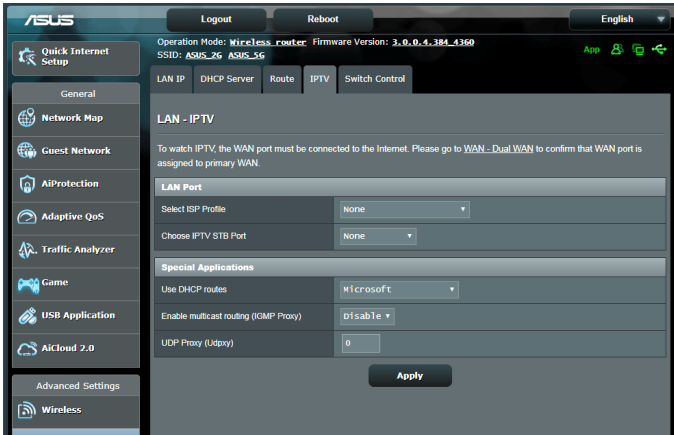 ASUS
Logout
Reboot
English
Quick Internet
Setup
Operation Mode: Wireless router Firmware Version: 3.0.0.4.384_4360
SSID: ASUS_2G ASUS_5G
App
LAN IP DHCP Server Route IPTV Switch Control
General
Network Map
Guest Network
AiProtection
Adaptive QoS
Traffic Analyzer
Game
USB Application
AiCloud 2.0
Advanced Settings
Wireless
LAN - IPTV
To watch IPTV, the WAN port must be connected to the Internet. Please go to WAN - Dual WAN to confirm that WAN port is
assigned to primary WAN.
LAN Port
Select ISP Profile None
Choose IPTV STB Port None
Special Applications
Use DHCP routes Microsoft
Enable multicast routing (IGMP Proxy) Disable
UDP Proxy (Udpxy) 0
Apply